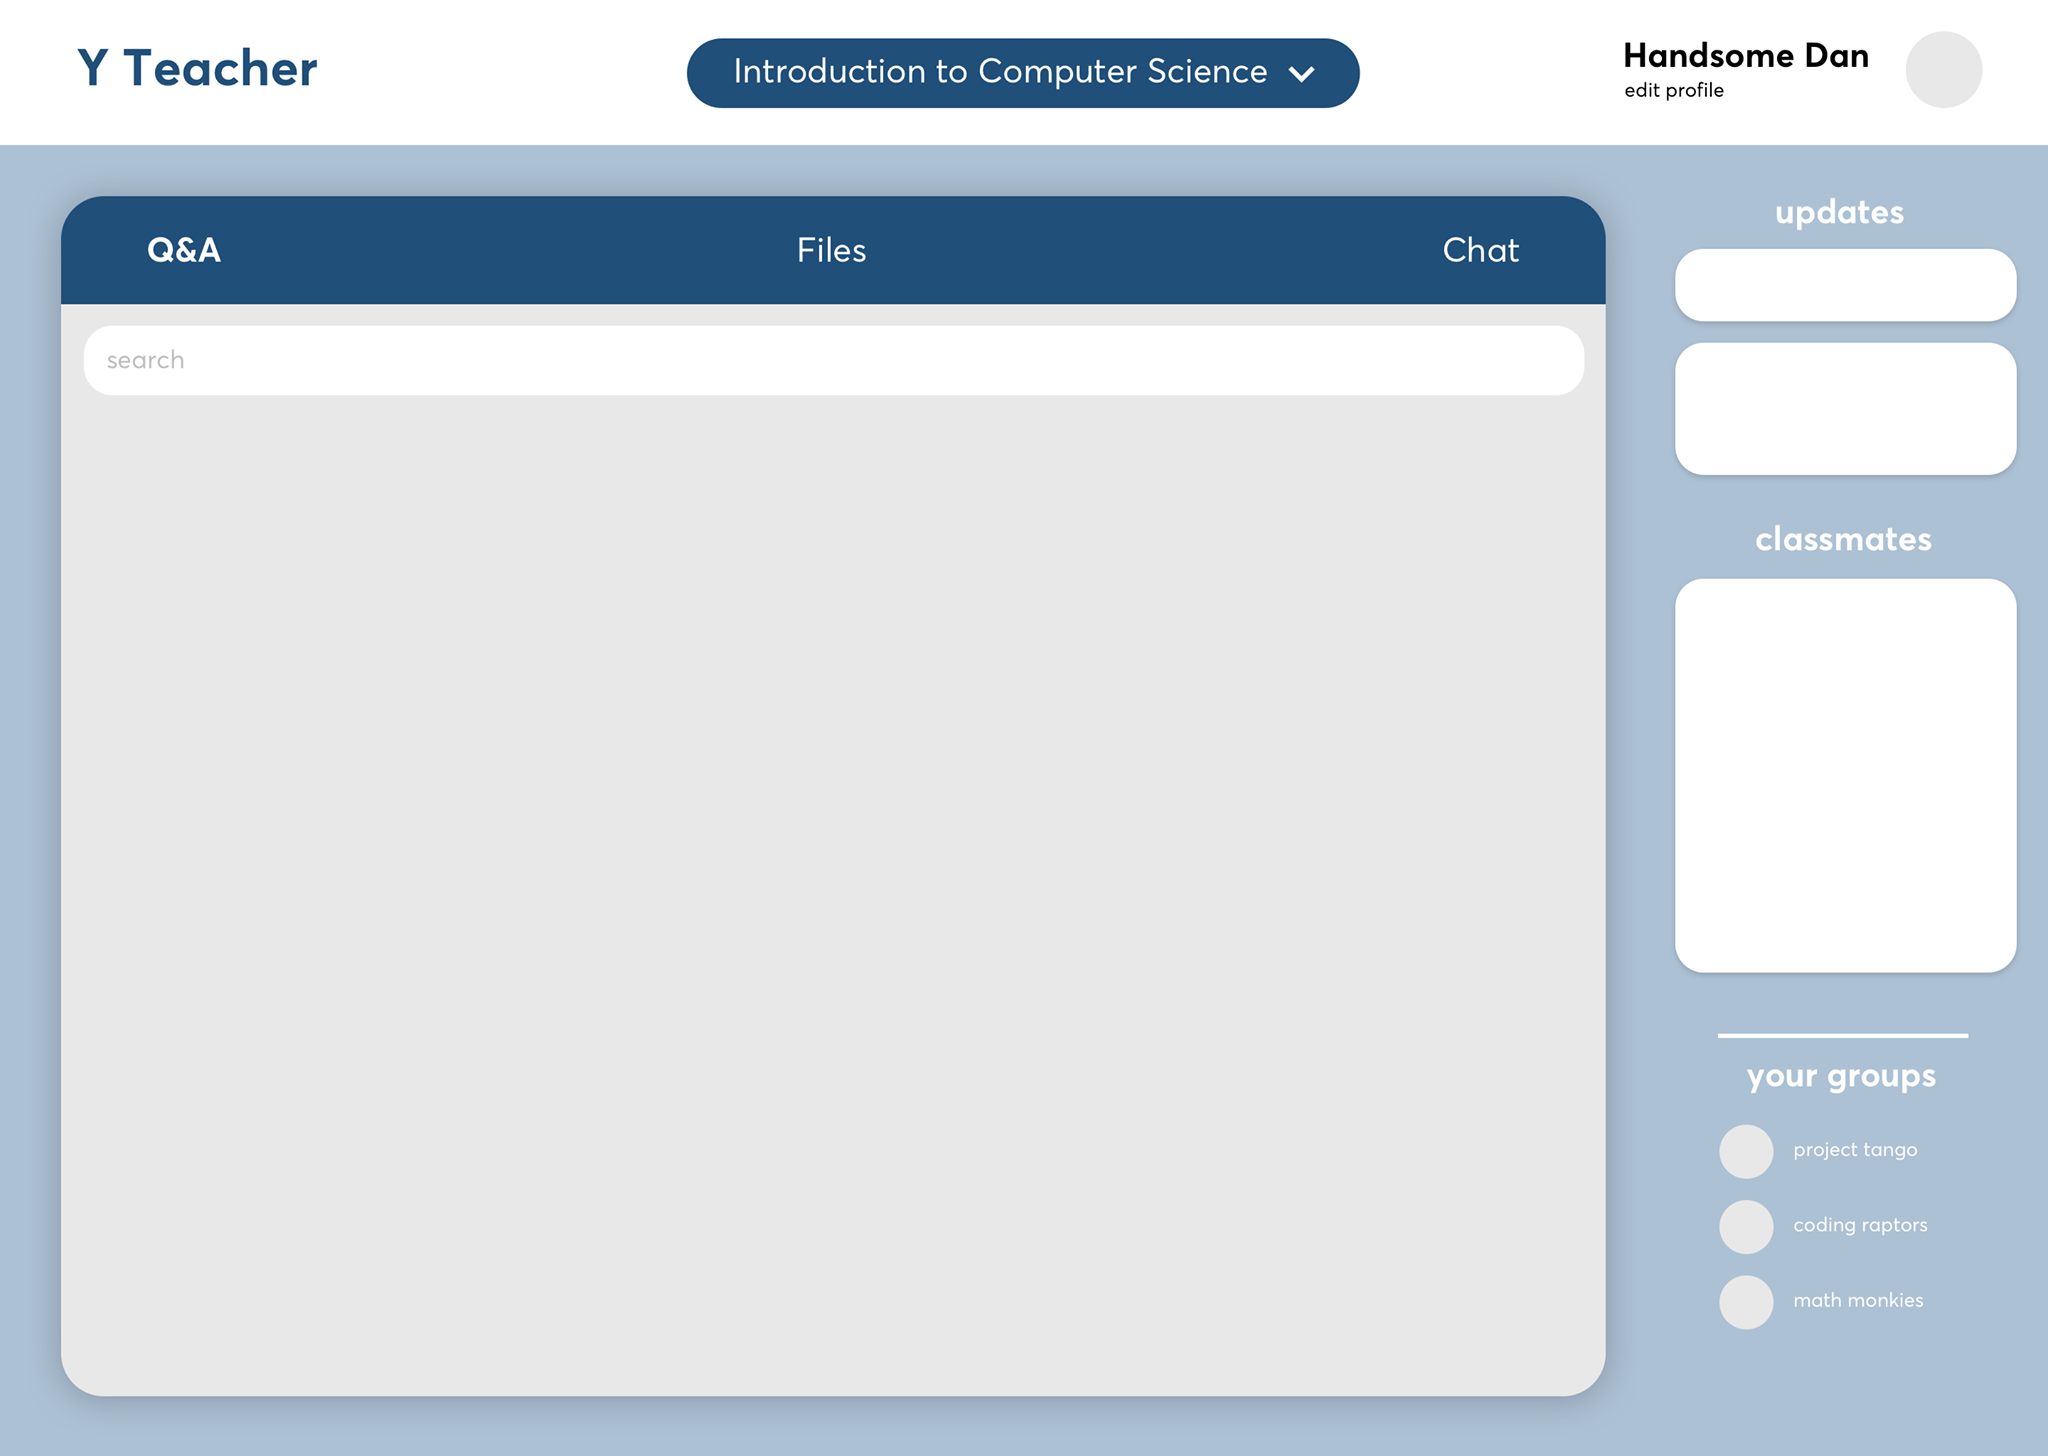 Y Teacher
Introduction to Computer Science
Handsome Dan
edit profile
Q&A
Files
Chat
search
updates
classmates
your groups
project tango
coding raptors
math monkies